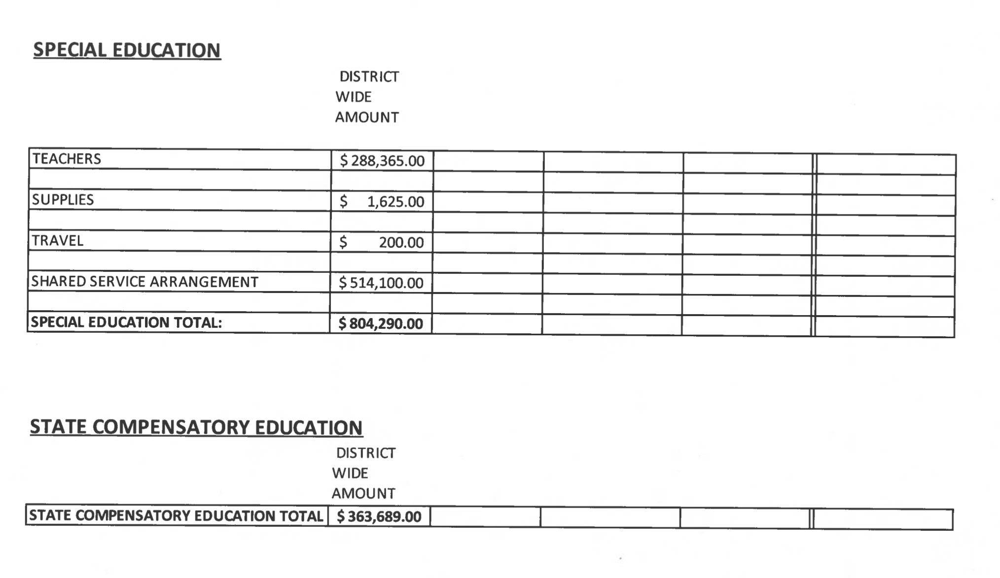 SPECIAL EDUCATION
DISTRICT
WIDE
AMOUNT
TEACHERS $ 288,365.00
SUPPLIES $ 1,625.00
TRAVEL $ 200.00
SHARED SERVICE ARRANGEMENT $ 514,100.00
SPECIAL EDUCATION TOTAL: $ 804,290.00
STATE COMPENSATORY EDUCATION
DISTRICT
WIDE
AMOUNT
STATE COMPENSATORY EDUCATION TOTAL $ 363,689.00